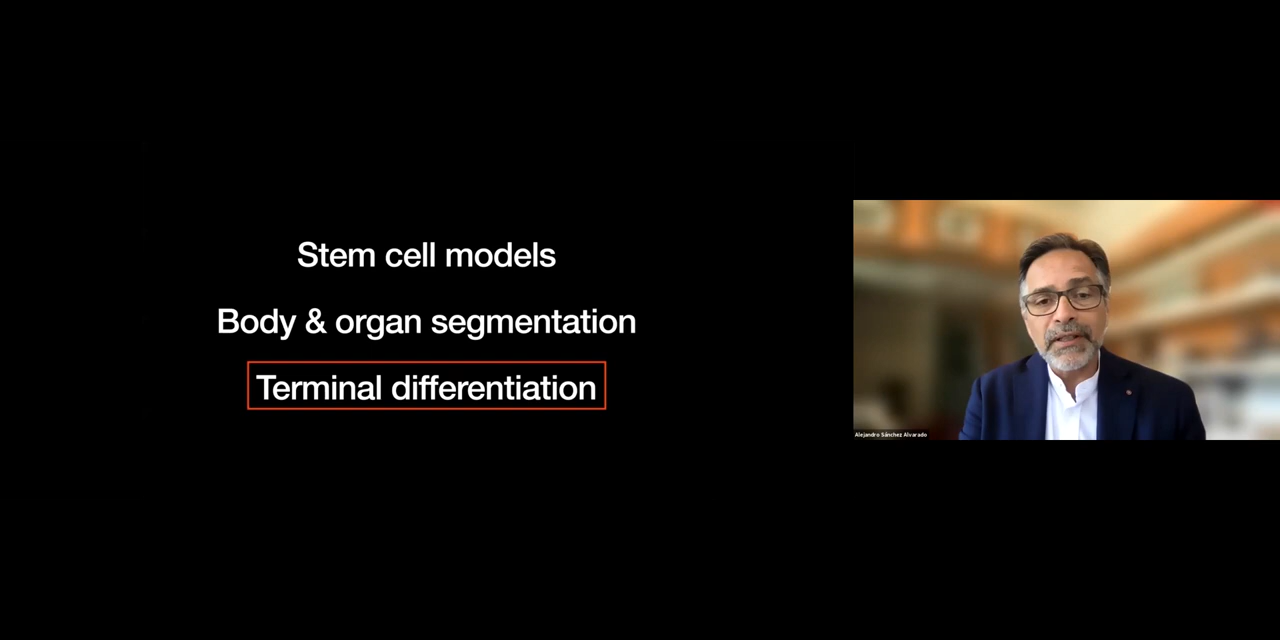 Stem cell models
Body & organ segmentation
Terminal differentiation
Alejandro Sánchez Alvarado